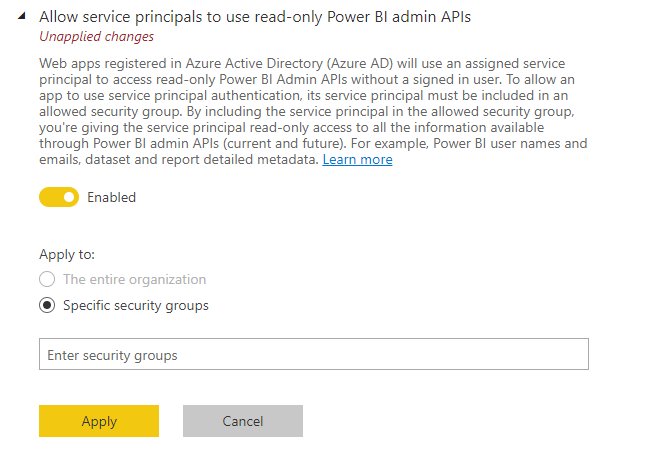 Allow service principals to use read-only Power BI admin APIs
Unapplied changes
Web apps registered in Azure Active Directory (Azure AD) will use an assigned service
principal to access read-only Power BI Admin APIs without a signed in user. To allow an
app to use service principal authentication, its service principal must be included in an
allowed security group. By including the service principal in the allowed security group,
you're giving the service principal read-only access to all the information available
through Power BI admin APIs (current and future). For example, Power BI user names and
emails, dataset and report detailed metadata. Learn more
Enabled
Apply to:
The entire organization
Specific security groups
Enter security groups
Apply
Cancel